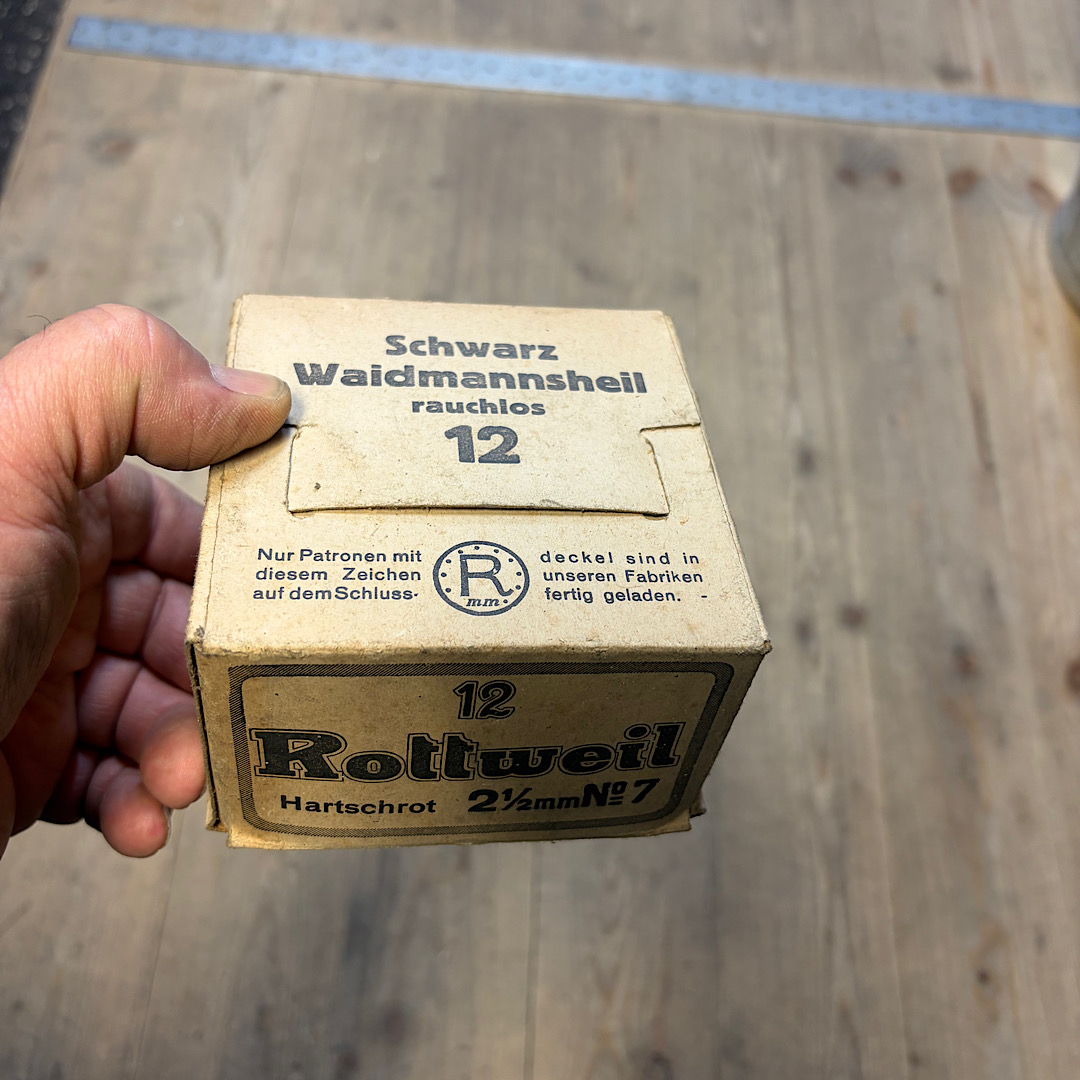 Schwarz
Waidmannsheil
rauchlos
12
Nur Patronen mit
diesem Zeichen
auf dem Schluss-
R
mm
deckel sind in
unseren Fabriken
fertig geladen. -
12
Rottweil
Hartschrot 2½mm Nº 7